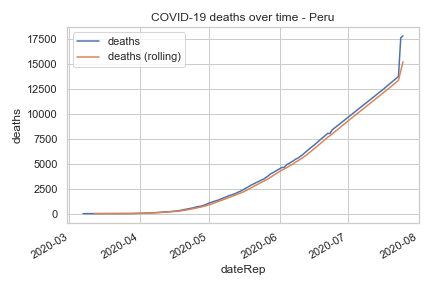 COVID-19 deaths over time - Peru
deaths
deaths (rolling)
17500
15000
12500
10000
7500
5000
2500
0
deaths
2020-03
2020-04
2020-05
2020-06
2020-07
2020-08
dateRep